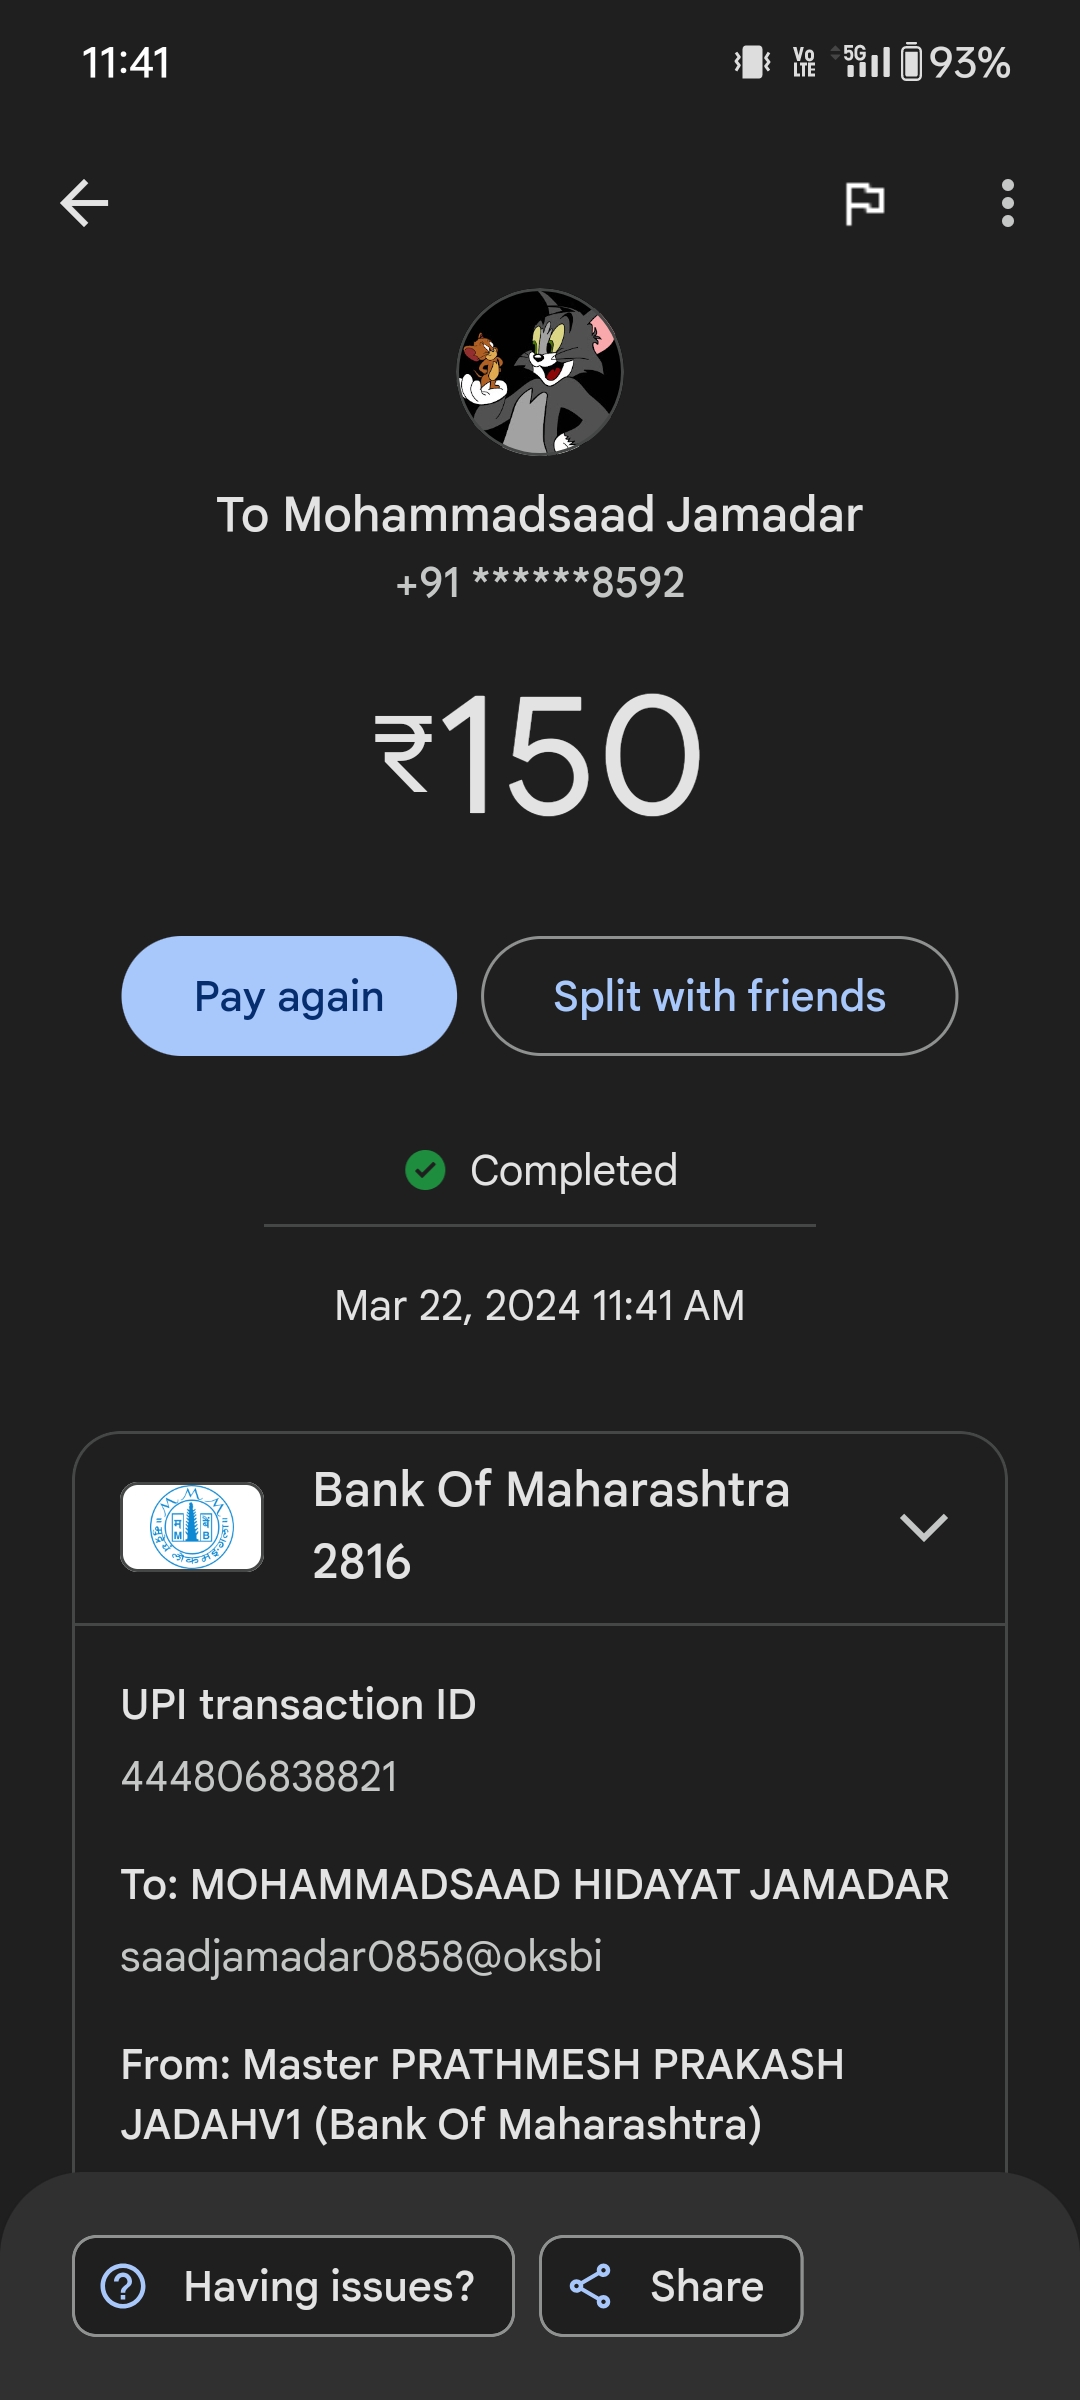 11:41
Vo LTE 5G 93%
To Mohammadsaad Jamadar
+91 ******8592
₹150
Pay again
Split with friends
Completed
Mar 22, 2024 11:41 AM
Bank Of Maharashtra
2816
UPI transaction ID
444806838821
To: MOHAMMADSAAD HIDAYAT JAMADAR
saadjamadar0858@oksbi
From: Master PRATHMESH PRAKASH
JADAHV1 (Bank Of Maharashtra)
Having issues?
Share